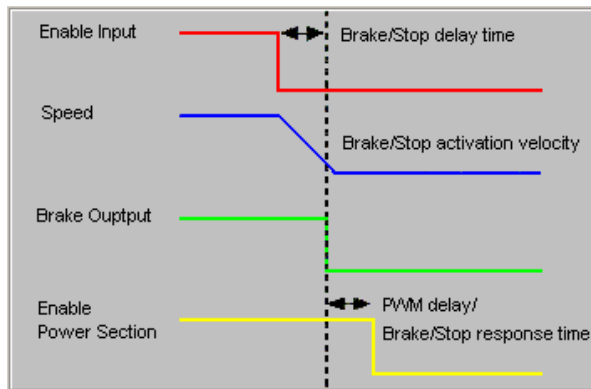 Enable Input
Brake/Stop delay time
Speed
Brake/Stop activation velocity
Brake Ouptput
Enable
Power Section
PWM delay/
Brake/Stop response time